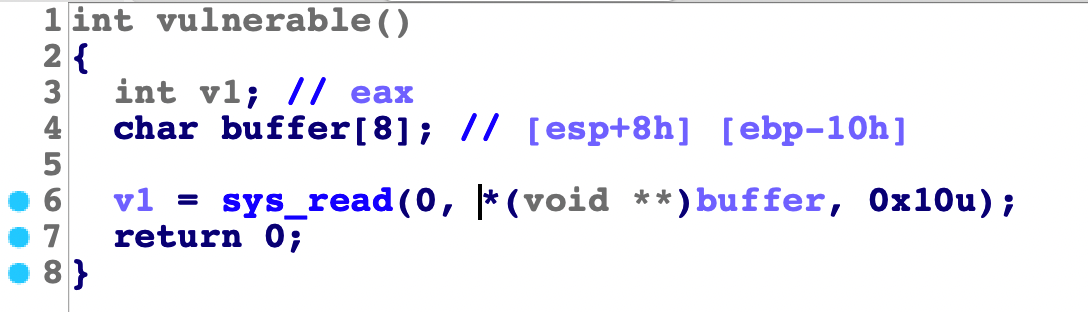 1 int vulnerable()
2 {
3 int v1; // eax
4 char buffer[8]; // [esp+8h] [ebp-10h]
5
6 v1 = sys_read(0, *(void **)buffer, 0x10u);
7 return 0;
8 }